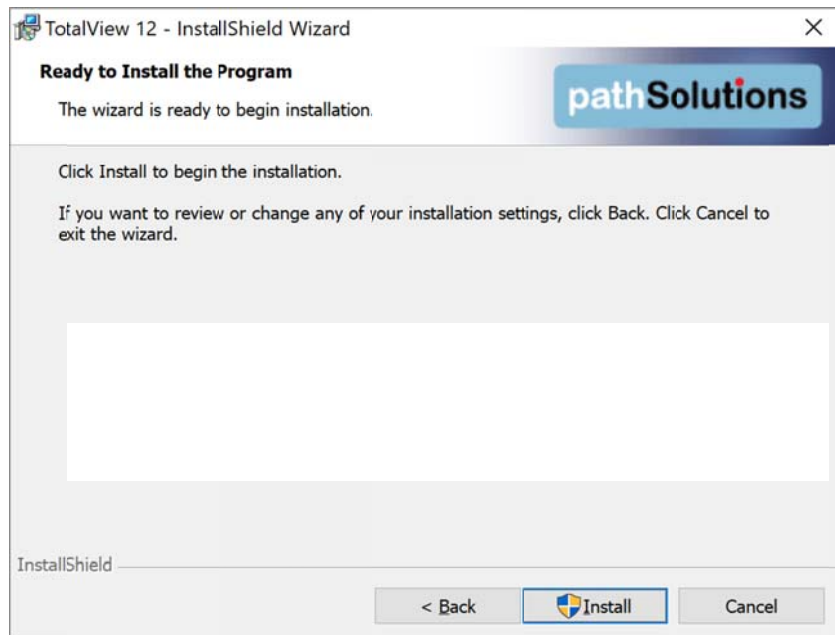 TotalView 12 - InstallShield Wizard
Ready to Install the Program
The wizard is ready to begin installation.
pathSolutions
Click Install to begin the installation.
If you want to review or change any of your installation settings, click Back. Click Cancel to
exit the wizard.
InstallShield
< Back
Install
Cancel